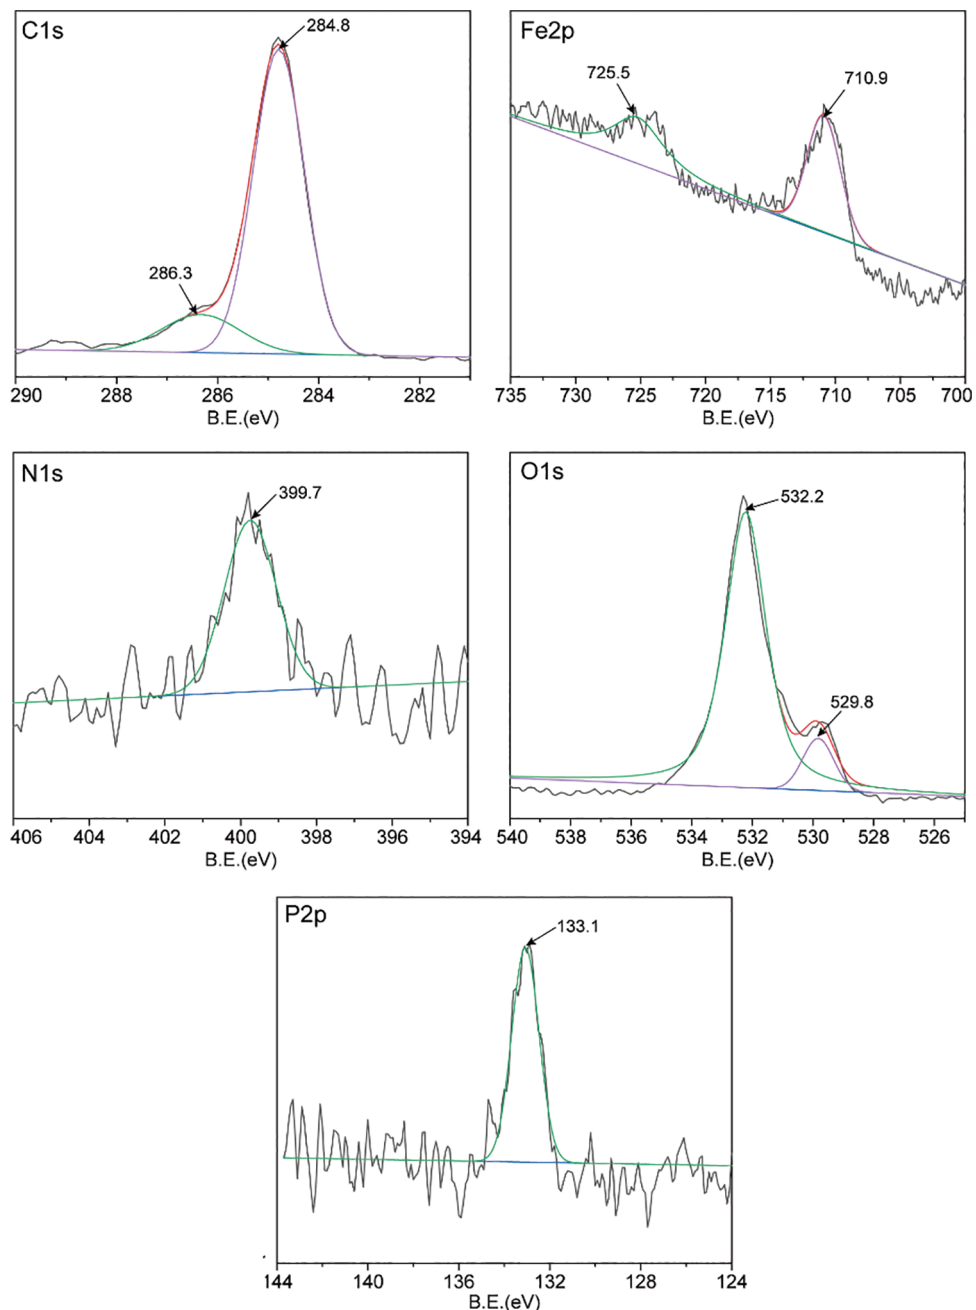 C1s
284.8
286.3
290 288 286 284 282
B.E.(eV)
Fe2p
725.5
710.9
735 730 725 720 715 710 705 700
B.E.(eV)
N1s
399.7
406 404 402 400 398 396 394
B.E.(eV)
O1s
532.2
529.8
540 538 536 534 532 530 528 526
B.E.(eV)
P2p
133.1
144 140 136 132 128 124
B.E.(eV)